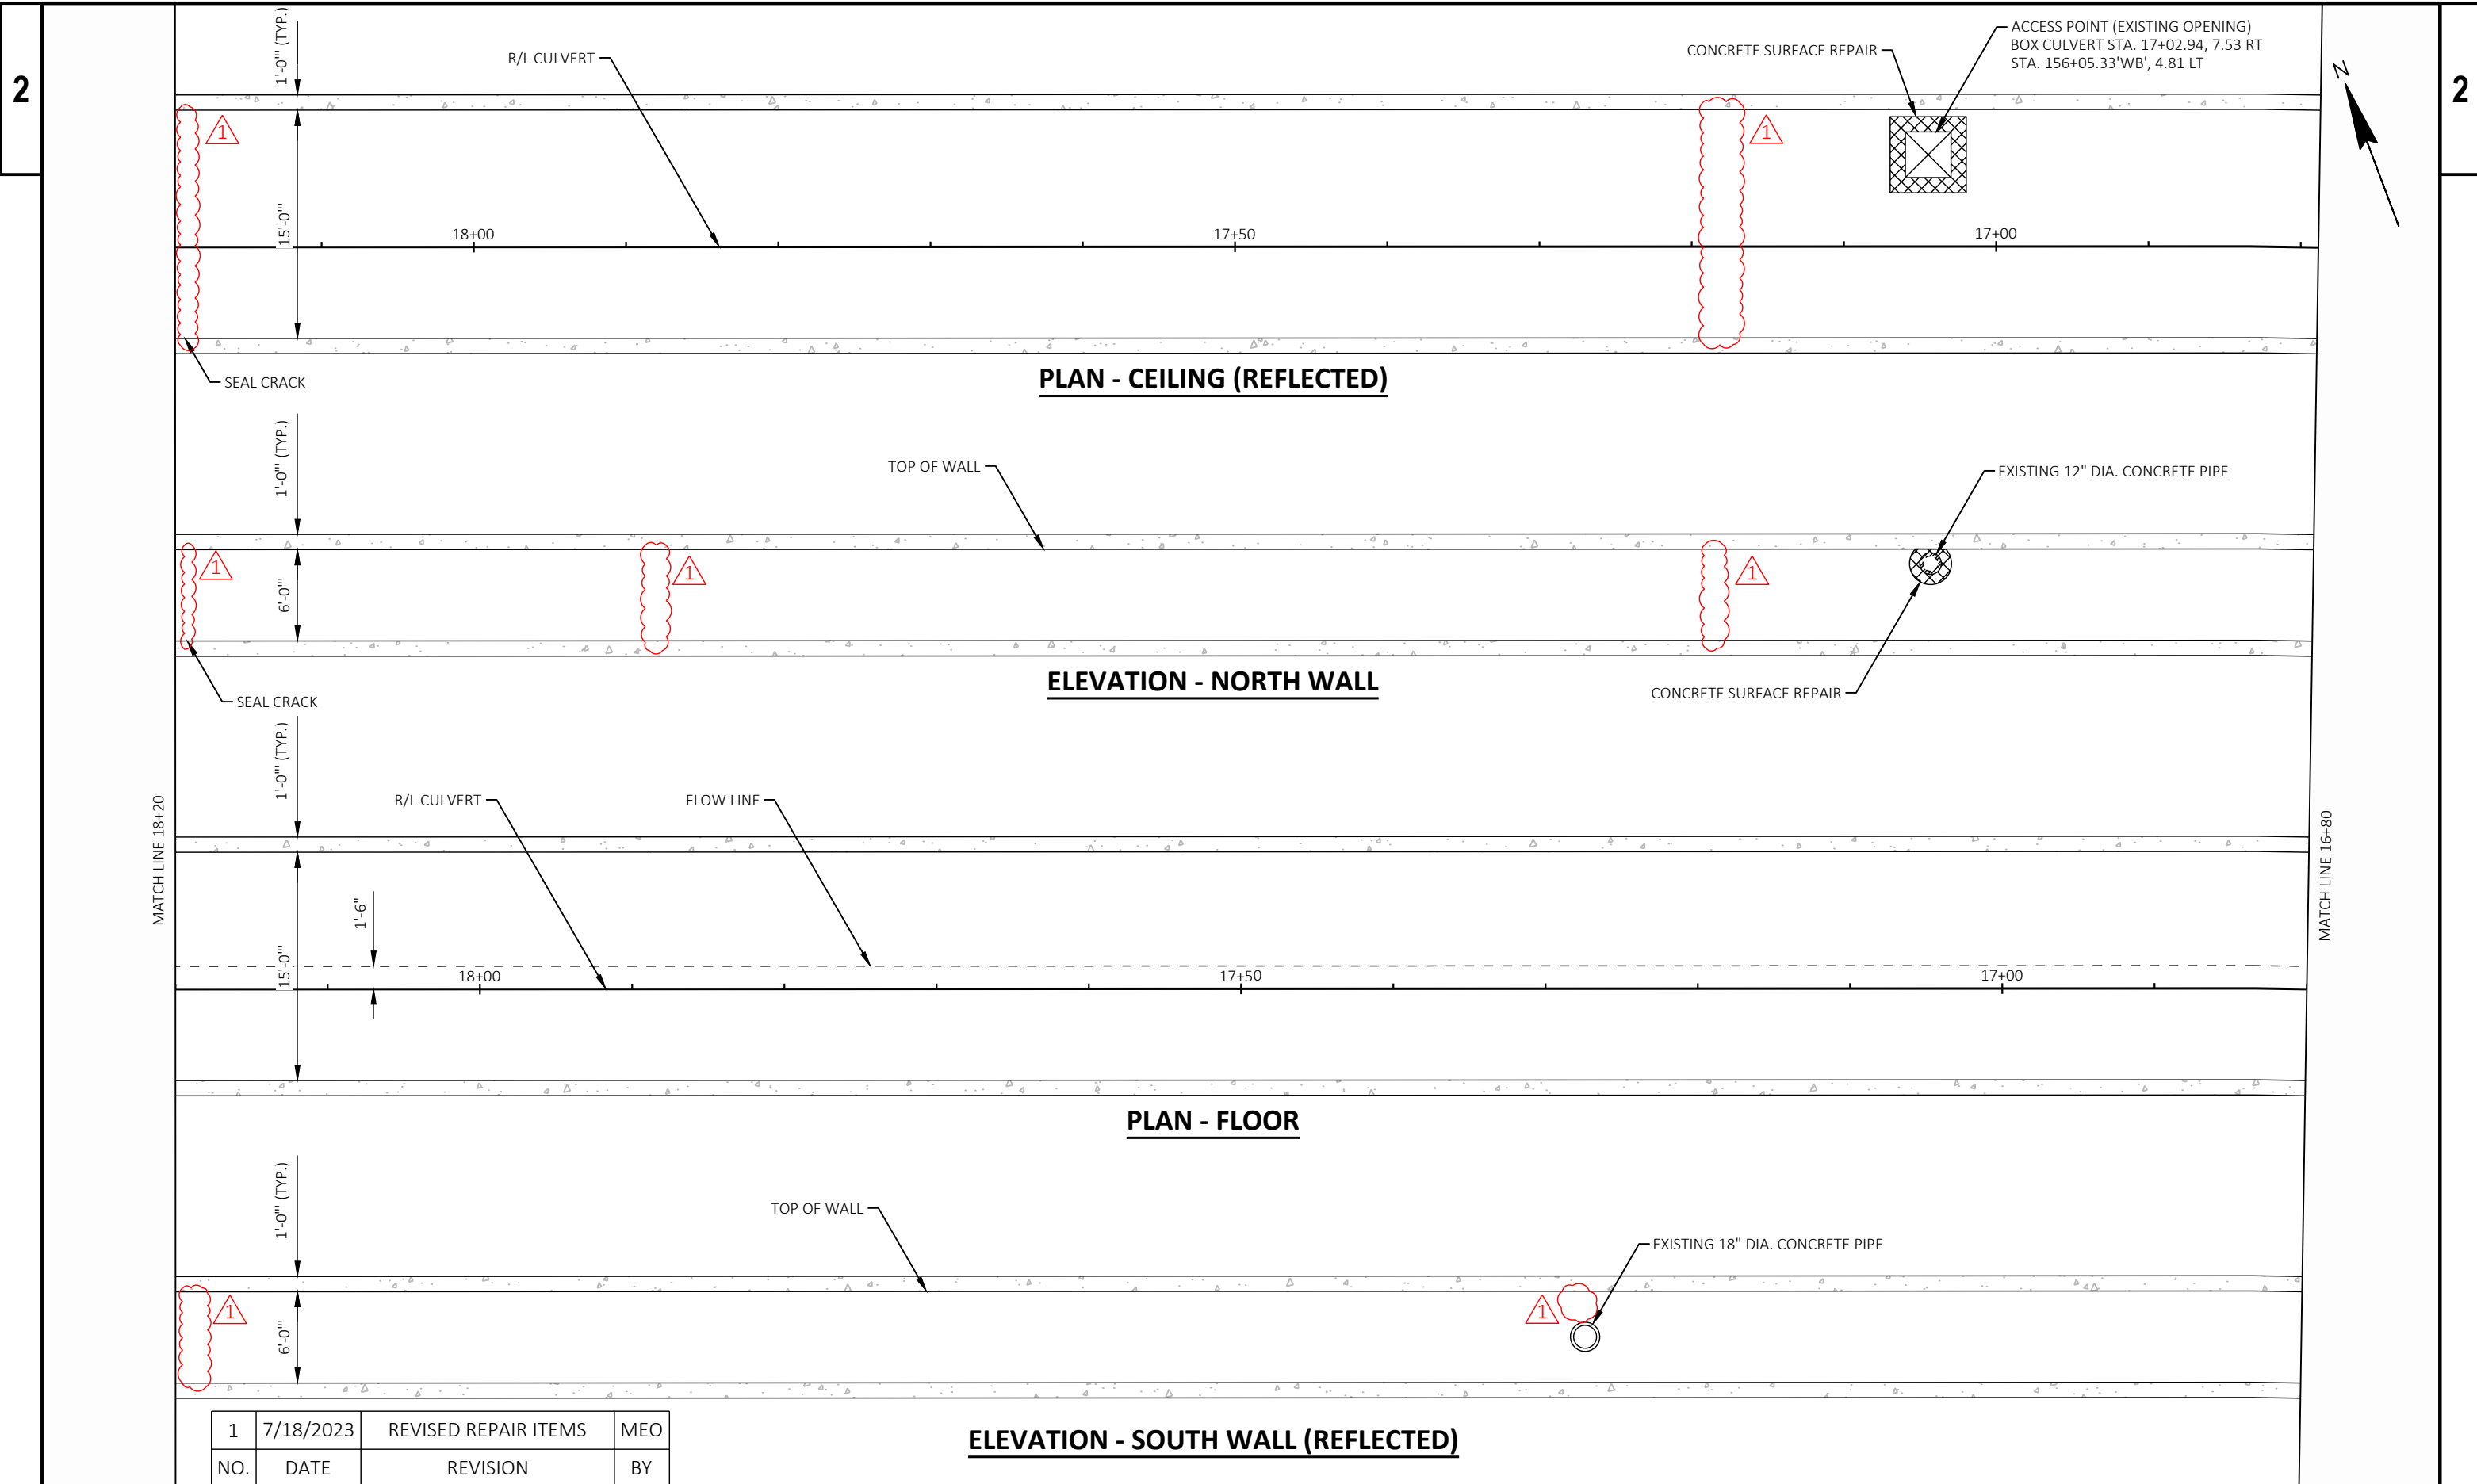 2
2
1'-0"" (TYP.)
R/L CULVERT
CONCRETE SURFACE REPAIR
ACCESS POINT (EXISTING OPENING)
BOX CULVERT STA. 17+02.94, 7.53 RT
STA. 156+05.33'WB', 4.81 LT
N
1
1
15'-0""
18+00
17+50
17+00
SEAL CRACK
PLAN - CEILING (REFLECTED)
1'-0"" (TYP.)
TOP OF WALL
EXISTING 12" DIA. CONCRETE PIPE
1
1
1
6'-0""
SEAL CRACK
ELEVATION - NORTH WALL
CONCRETE SURFACE REPAIR
1'-0"" (TYP.)
MATCH LINE 18+20
R/L CULVERT
FLOW LINE
MATCH LINE 16+80
1'-6"
15'-0""
18+00
17+50
17+00
PLAN - FLOOR
1'-0"" (TYP.)
TOP OF WALL
EXISTING 18" DIA. CONCRETE PIPE
1
1
6'-0""
ELEVATION - SOUTH WALL (REFLECTED)
1 7/18/2023 REVISED REPAIR ITEMS MEO
NO. DATE REVISION BY